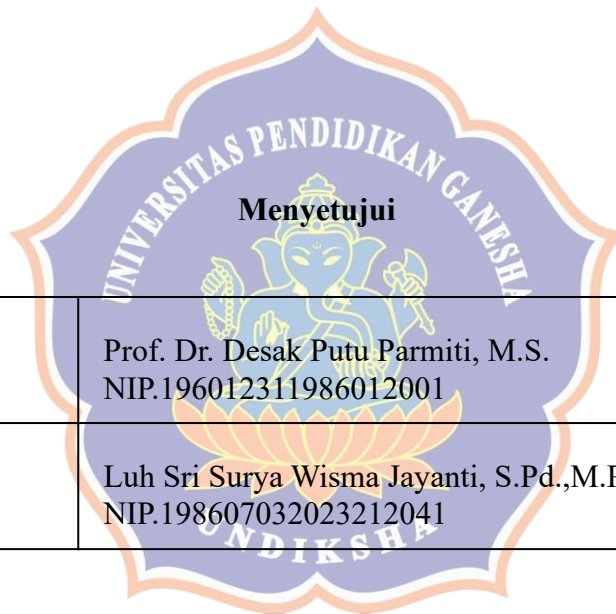 UNIVERSITAS PENDIDIKAN GANESHA
Menyetujui
Prof. Dr. Desak Putu Parmiti, M.S.
NIP.196012311986012001
Luh Sri Surya Wisma Jayanti, S.Pd.,
NIP.198607032023212041
UNDIKSHA